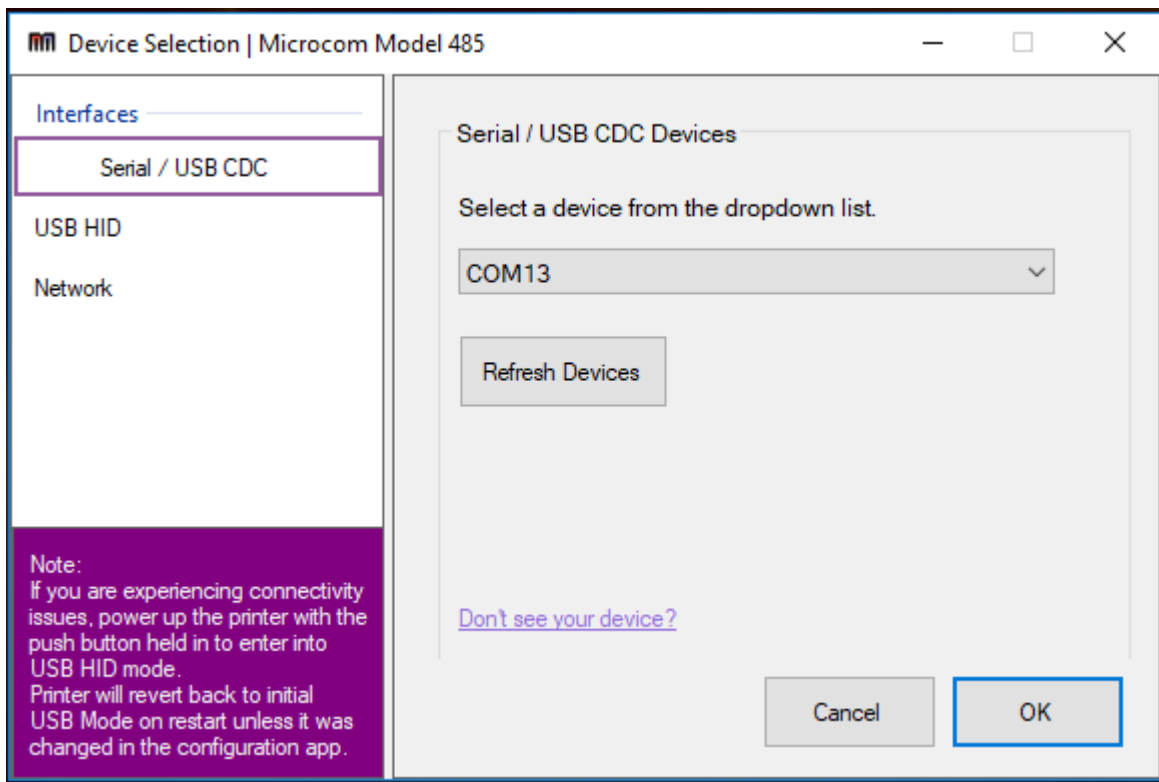 Device Selection | Microcom Model 485
Interfaces
Serial / USB CDC
USB HID
Network
Note:
If you are experiencing connectivity
issues, power up the printer with the
push button held in to enter into
USB HID mode.
Printer will revert back to initial
USB Mode on restart unless it was
changed in the configuration app.
Serial / USB CDC Devices
Select a device from the dropdown list.
COM13
Refresh Devices
Don't see your device?
Cancel
OK